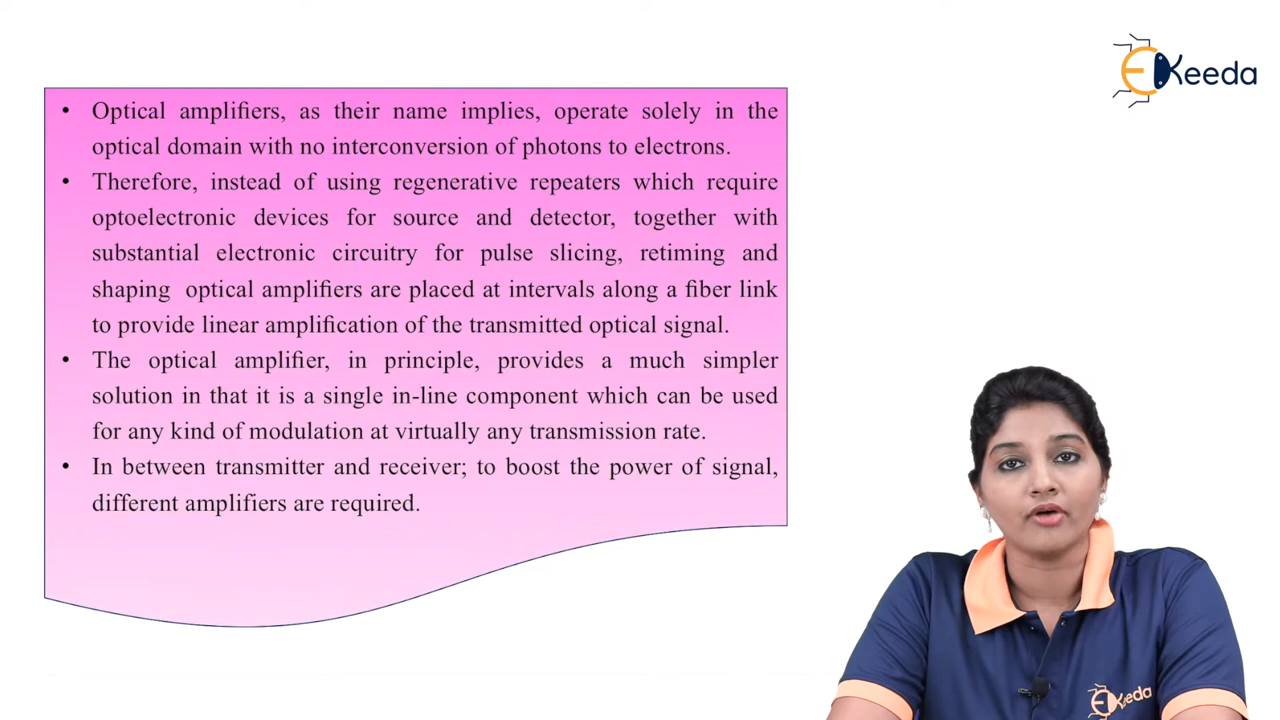 EKeeda
• Optical amplifiers, as their name implies, operate solely in the
optical domain with no interconversion of photons to electrons.
• Therefore, instead of using regenerative repeaters which require
optoelectronic devices for source and detector, together with
substantial electronic circuitry for pulse slicing, retiming and
shaping optical amplifiers are placed at intervals along a fiber link
to provide linear amplification of the transmitted optical signal.
• The optical amplifier, in principle, provides a much simpler
solution in that it is a single in-line component which can be used
for any kind of modulation at virtually any transmission rate.
• In between transmitter and receiver; to boost the power of signal,
different amplifiers are required.
EKeeda